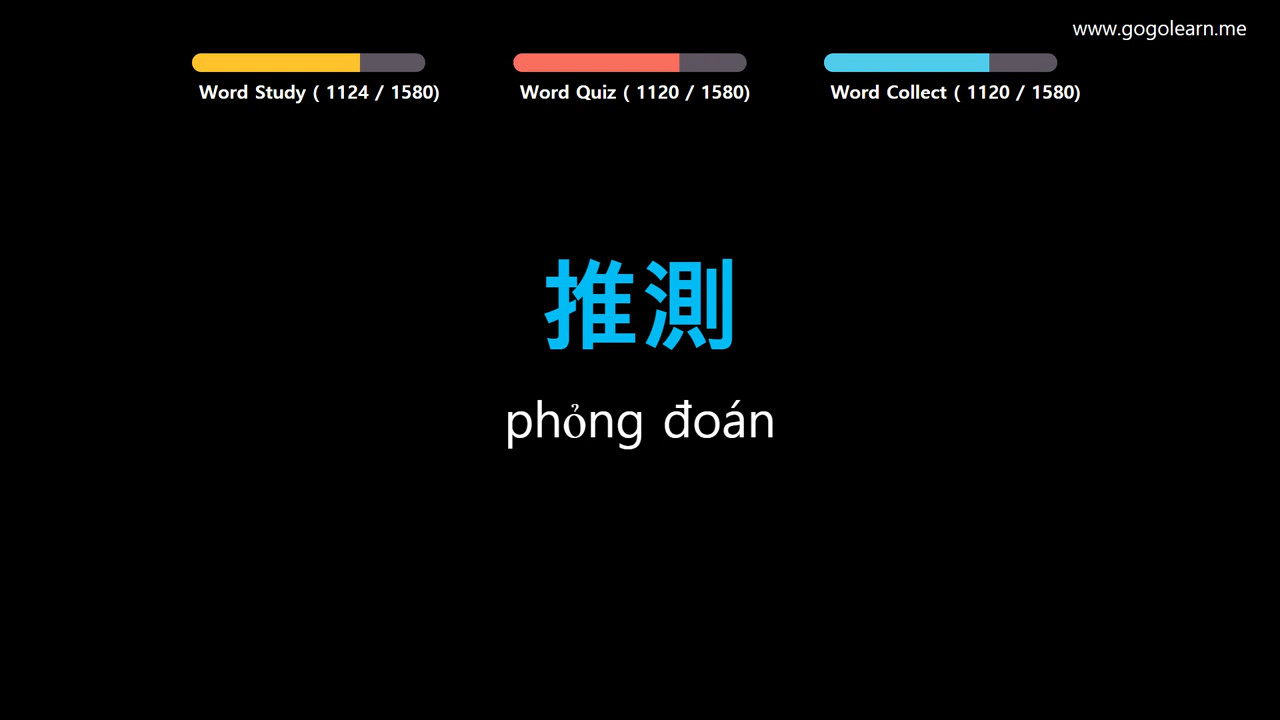 www.gogolearn.me
Word Study ( 1124 / 1580)
Word Quiz ( 1120 / 1580)
Word Collect ( 1120 / 1580)
推測
phỏng đoán